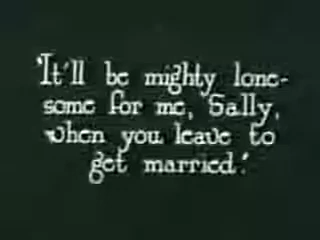 "It'll be mighty lone-
some for me, Sally,
when you leave to
get married."